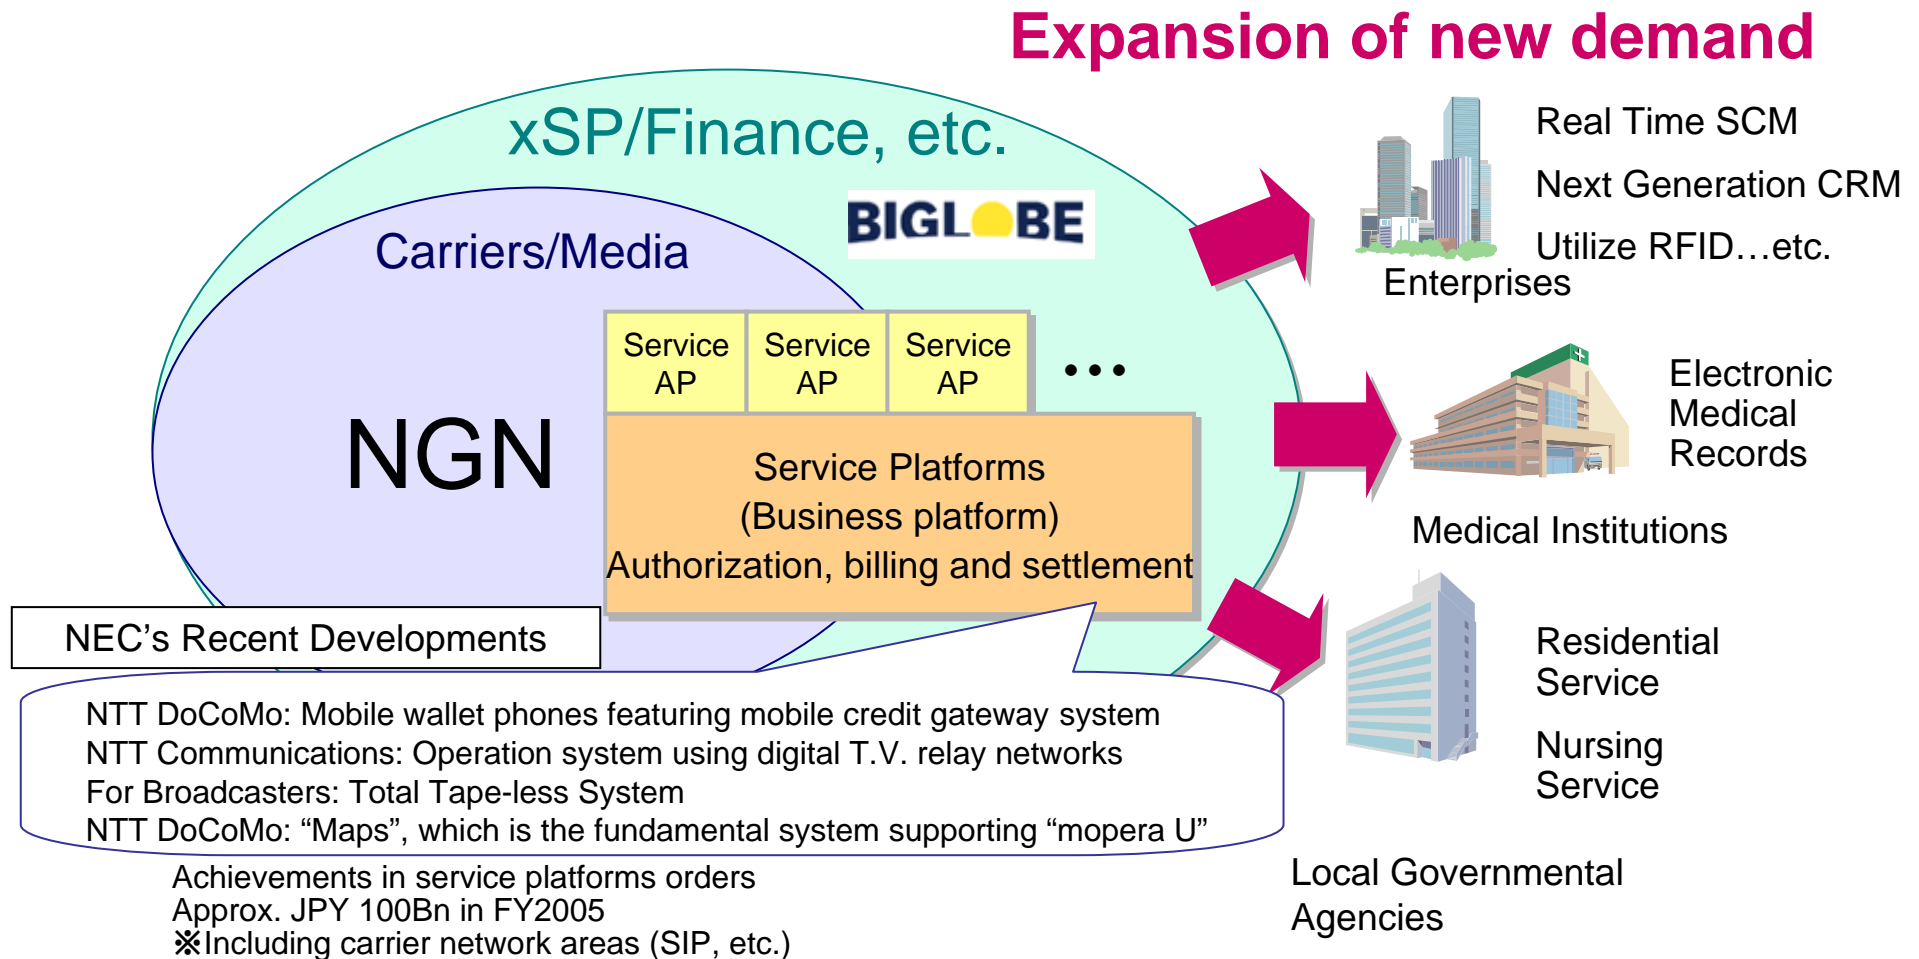 Expansion of new demand
xSP/Finance, etc.
BIGLOBE
Carriers/Media
NGN
Service
AP
Service
AP
Service
AP
•••
Service Platforms
(Business platform)
Authorization, billing and settlement
Real Time SCM
Next Generation CRM
Utilize RFID…etc.
Enterprises
Electronic
Medical
Records
Medical Institutions
Residential
Service
Nursing
Service
Local Governmental
Agencies
NEC’s Recent Developments
NTT DoCoMo: Mobile wallet phones featuring mobile credit gateway system
NTT Communications: Operation system using digital T.V. relay networks
For Broadcasters: Total Tape-less System
NTT DoCoMo: “Maps”, which is the fundamental system supporting “mopera U”
Achievements in service platforms orders
Approx. JPY 100Bn in FY2005
※Including carrier network areas (SIP, etc.)